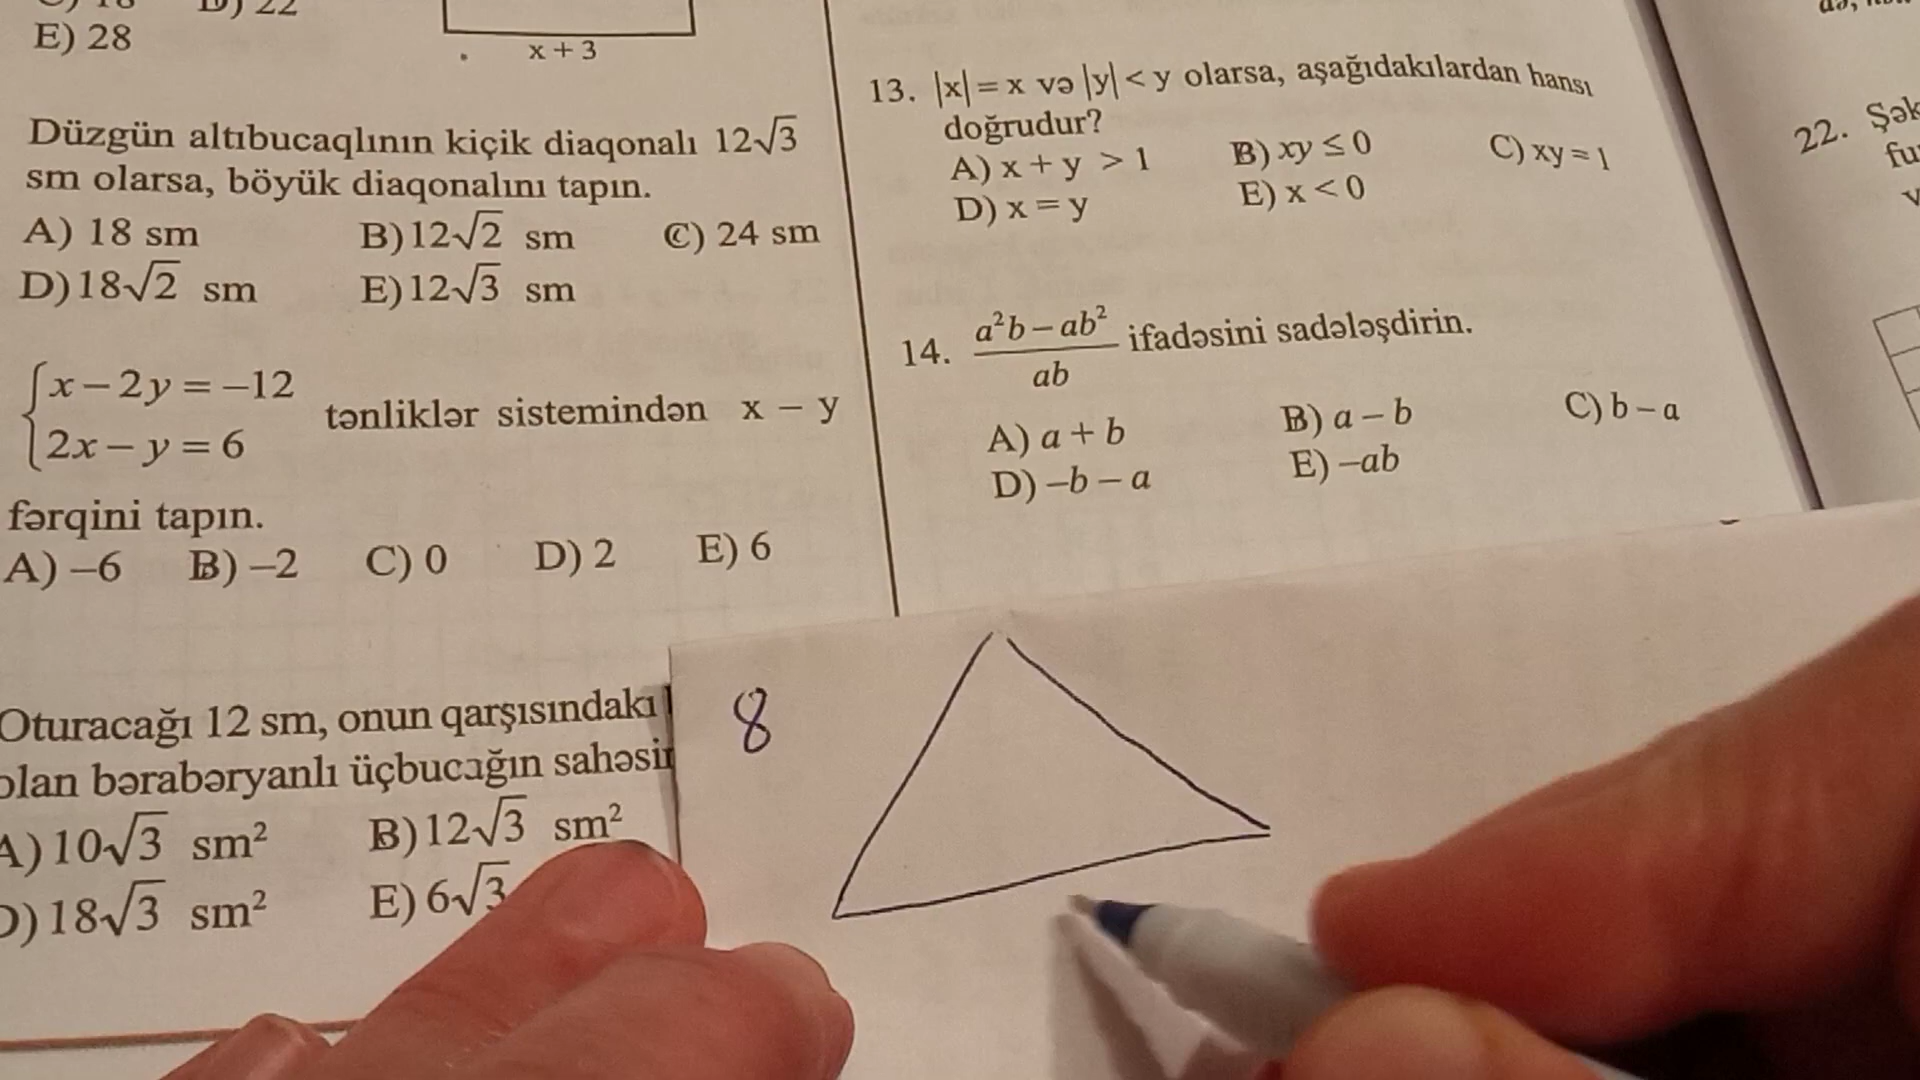 E) 28
x + 3
Düzgün altıbucaqlının kiçik diaqonalı 12√3
sm olarsa, böyük diaqonalını tapın.
A) 18 sm B) 12√2 sm C) 24 sm
D) 18√2 sm E) 12√3 sm
{x – 2y = –12
2x – y = 6 tənliklər sistemindən x – y
fərqini tapın.
A) –6 B) –2 C) 0 D) 2 E) 6
Oturacağı 12 sm, onun qarşısındakı
olan bərabəryanlı üçbucağın
A) 10√3 sm² B) 12√3 sm²
D) 18√3 sm² E) 6√3
13. |x| = x və |y| < y olarsa, aşağıdakılardan hansı
doğrudur?
A) x + y > 1 B) xy ≤ 0 C) xy = 1
D) x = y E) x < 0
14. (a²b – ab²)/ab ifadəsini sadələşdirin.
A) a + b B) a – b C) b – a
D) –b – a E) –ab
8
22.